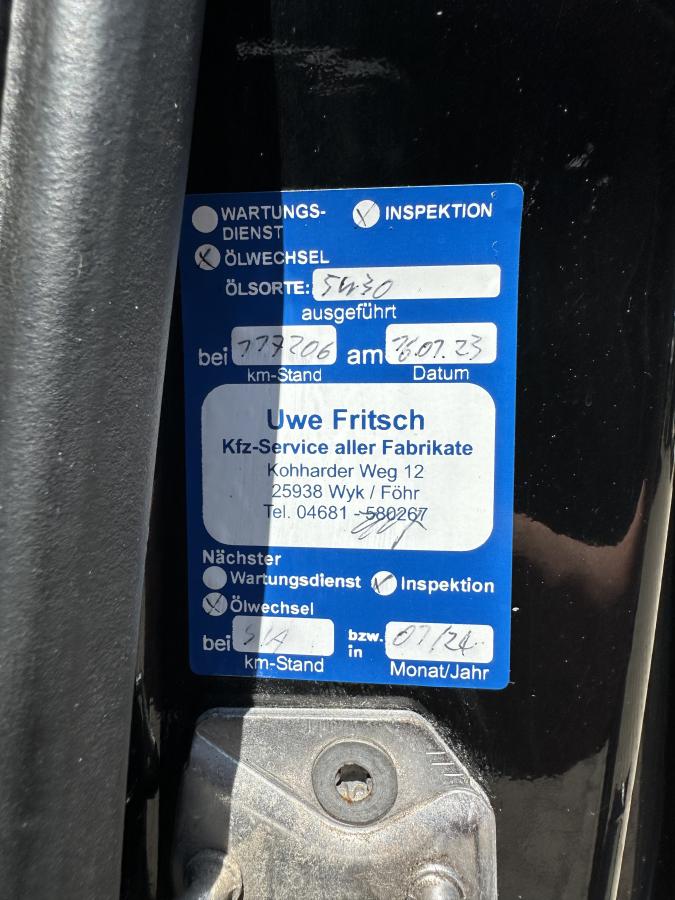 WARTUNGS- INSPEKTION
DIENST
ÖLWECHSEL
ÖLSORTE: 5W30
ausgeführt
bei 117206 am 26.07.23
km-Stand Datum
Uwe Fritsch
Kfz-Service aller Fabrikate
Kohharder Weg 12
25938 Wyk / Föhr
Tel. 04681 - 580267
Nächster
Wartungsdienst Inspektion
Ölwechsel
bei bzw. in 07/24
km-Stand Monat/Jahr